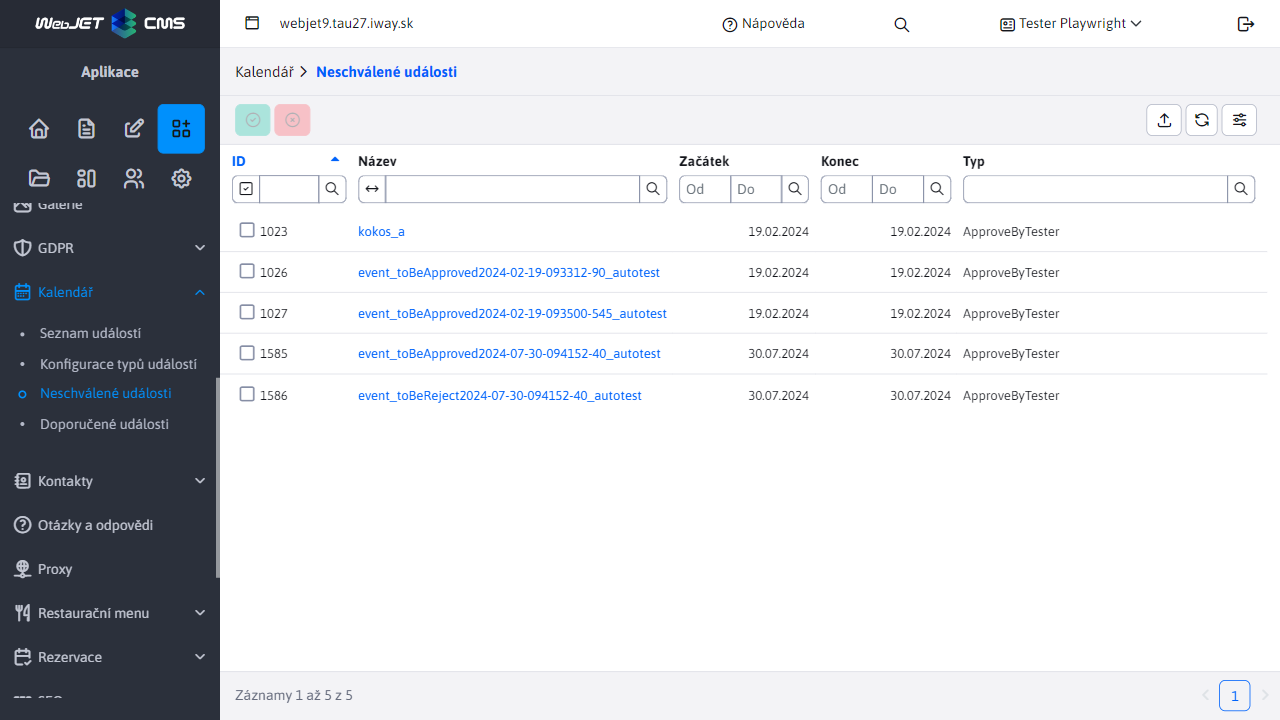 WebJET CMS
webjet9.tau27.iway.sk
Nápověda
Tester Playwright
Aplikace
Galerie
GDPR
Kalendář
Seznam událostí
Konfigurace typů událostí
Neschválené události
Doporučené události
Kontakty
Otázky a odpovědi
Proxy
Restaurační menu
Rezervace
SEO
Kalendář
Neschválené události
ID Název Začátek Konec Typ
Od Do Od Do
1023 kokos_a 19.02.2024 19.02.2024 ApproveByTester
1026 event_toBeApproved2024-02-19-093312-90_autotest 19.02.2024 19.02.2024 ApproveByTester
1027 event_toBeApproved2024-02-19-093500-545_autotest 19.02.2024 19.02.2024 ApproveByTester
1585 event_toBeApproved2024-07-30-094152-40_autotest 30.07.2024 30.07.2024 ApproveByTester
1586 event_toBeReject2024-07-30-094152-40_autotest 30.07.2024 30.07.2024 ApproveByTester
Záznamy 1 až 5 z 5
1